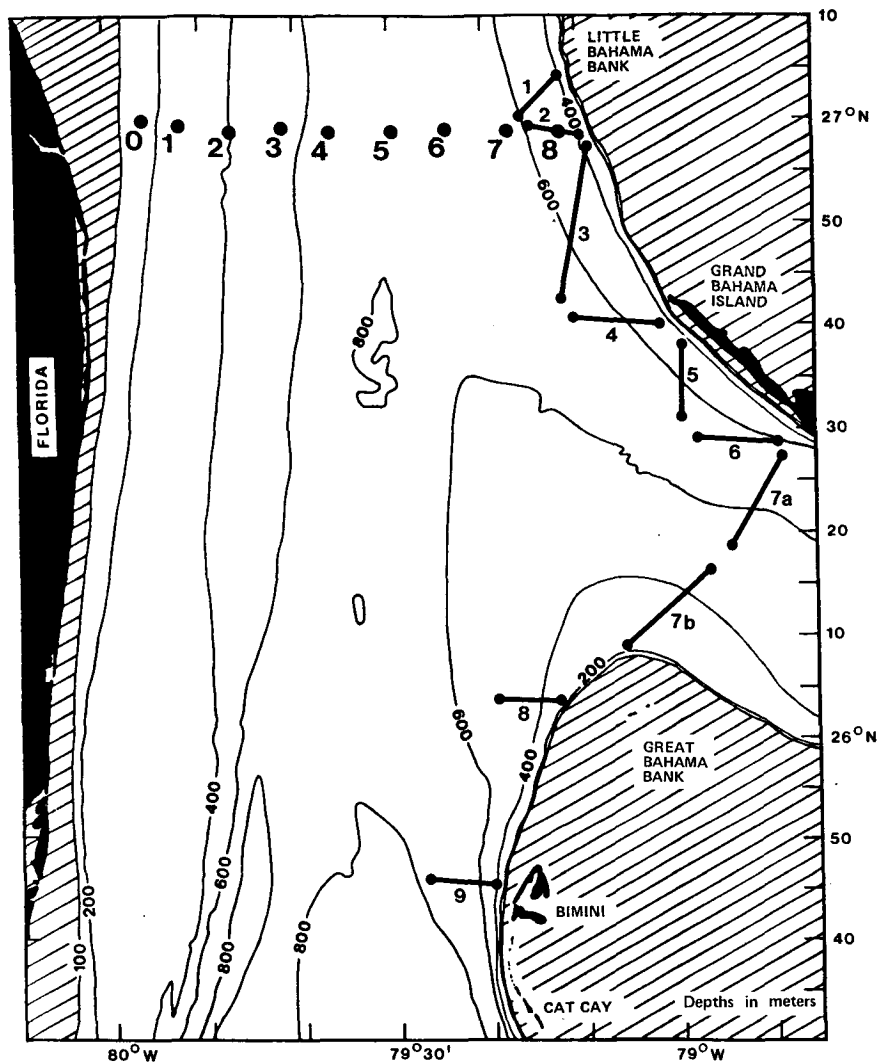 10
LITTLE
BAHAMA
BANK
1
400
27°N
2
0
1
2
3
4
5
6
7
8
600
50
3
GRAND
BAHAMA
ISLAND
800
40
4
FLORIDA
5
30
6
7a
20
7b
10
200
8
600
400
26°N
GREAT
BAHAMA
BANK
400
50
600
9
BIMINI
200
800
800
40
100
CAT CAY
Depths in meters
80°W
79°30'
79°W